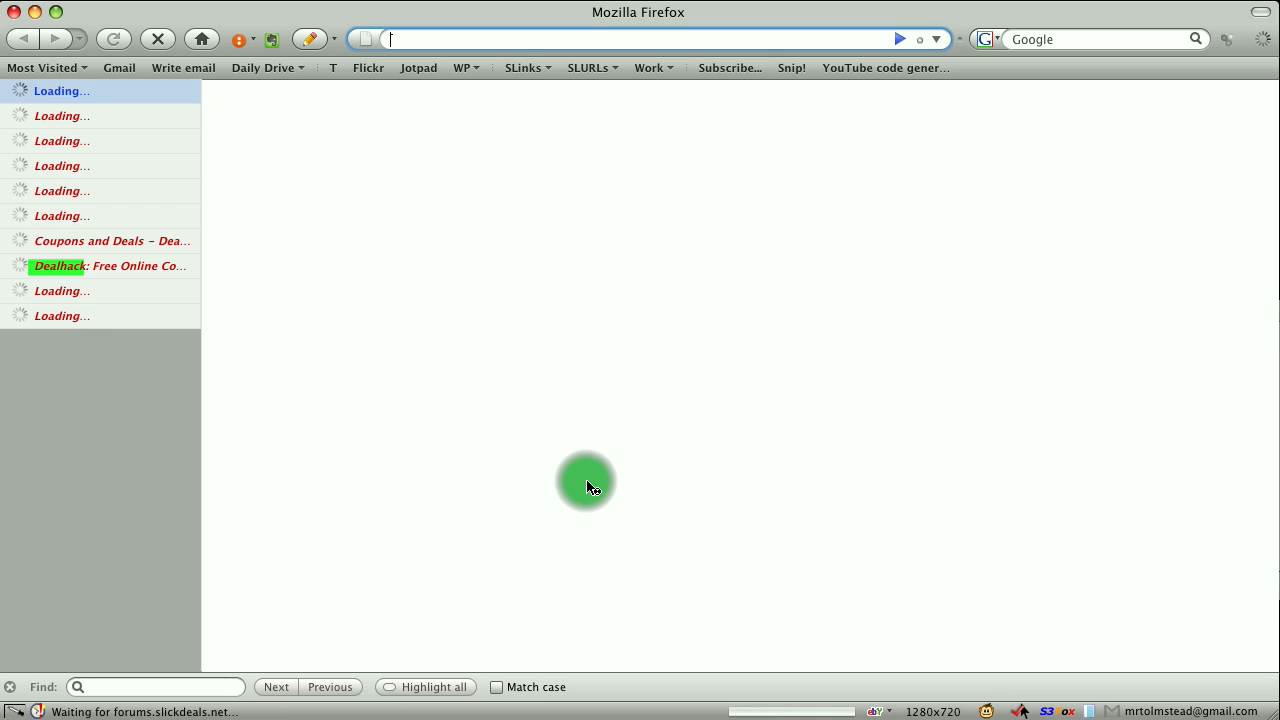 Mozilla Firefox
Google
Most Visited Gmail Write email Daily Drive T Flickr Jotpad WP SLinks SLURLs Work Subscribe... Snip! YouTube code gener...
Loading...
Loading...
Loading...
Loading...
Loading...
Loading...
Coupons and Deals - Dea...
Dealhack: Free Online Co...
Loading...
Loading...
Find: Next Previous Highlight all Match case
Waiting for forums.slickdeals.net... ebY 1280x720 S3Fox mrtolmstead@gmail.com